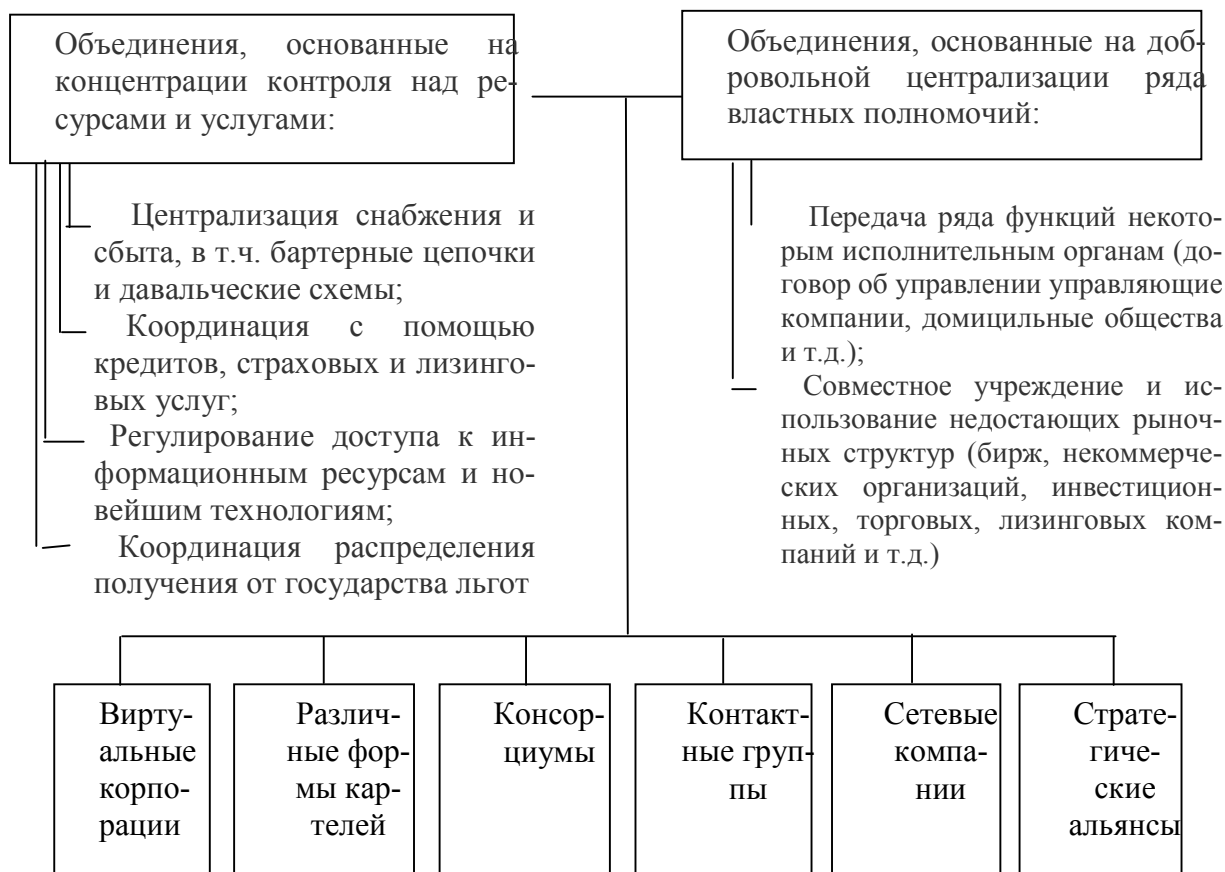 Объединения, основанные на
концентрации контроля над ре-
сурсами и услугами:
Объединения, основанные на доб-
ровольной централизации ряда
властных полномочий:
Централизация снабжения и
сбыта, в т.ч. бартерные цепочки
и давальческие схемы;
Координация с помощью
кредитов, страховых и лизинго-
вых услуг;
Регулирование доступа к ин-
формационным ресурсам и но-
вейшим технологиям;
Координация распределения
получения от государства льгот
Передача ряда функций некото-
рым исполнительным органам (до-
говор об управлении управляющие
компании, домицильные общества
и т.д.);
Совместное учреждение и ис-
пользование недостающих рыноч-
ных структур (бирж, некоммерче-
ских организаций, инвестицион-
ных, торговых, лизинговых ком-
паний и т.д.)
Вирту-
альные
корпо-
рации
Различ-
ные фор-
мы кар-
телей
Консор-
циумы
Контакт-
ные груп-
пы
Сетевые
компа-
нии
Страте-
гиче-
ские
альянсы